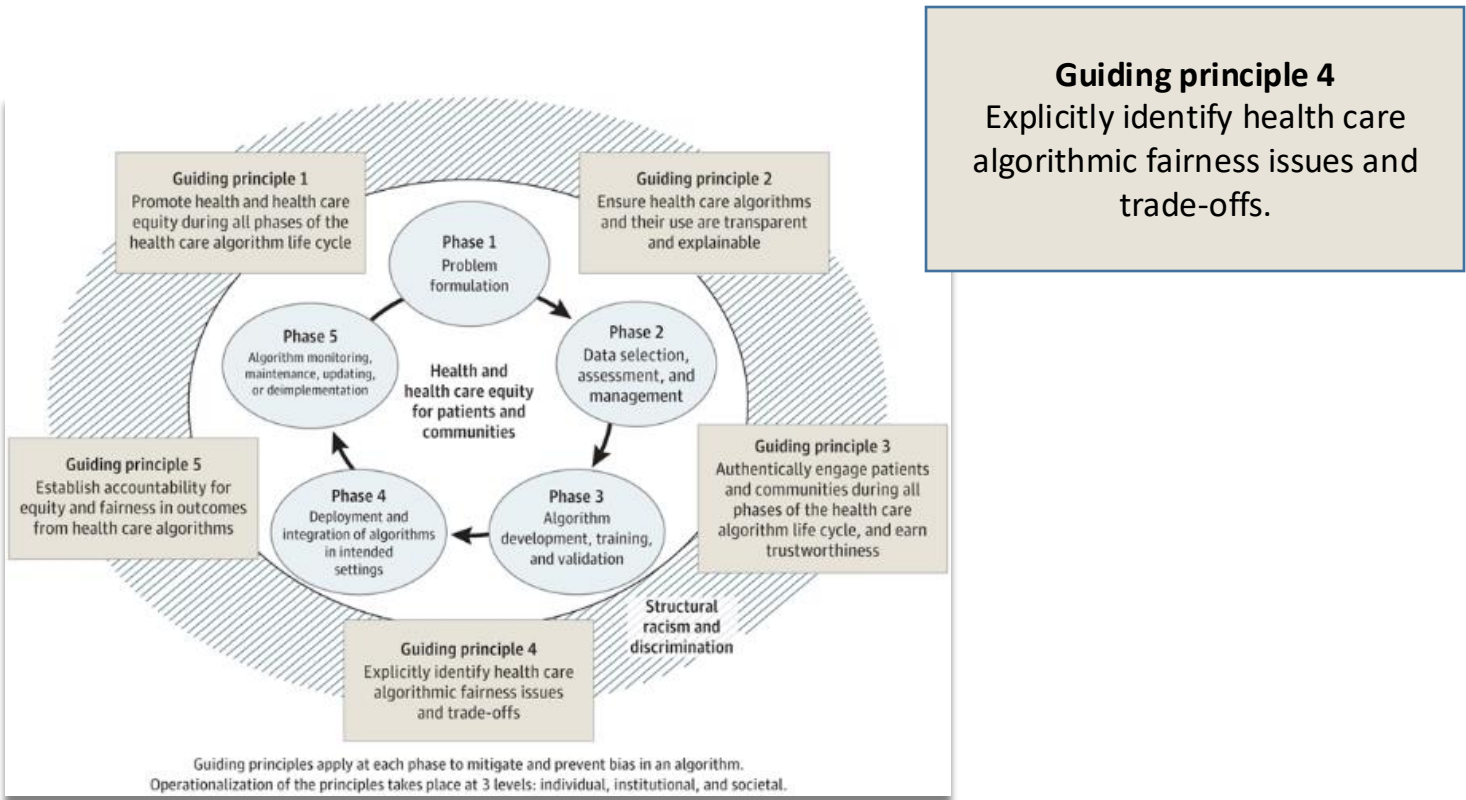 Guiding principle 4
Explicitly identify health care
algorithmic fairness issues and
trade-offs.
Guiding principle 1
Promote health and health care
equity during all phases of the
health care algorithm life cycle
Guiding principle 2
Ensure health care algorithms
and their use are transparent
and explainable
Phase 1
Problem
formulation
Phase 5
Algorithm monitoring,
maintenance, updating,
or deimplementation
Phase 2
Data selection,
assessment, and
management
Health and
health care equity
for patients and
communities
Guiding principle 5
Establish accountability for
equity and fairness in outcomes
from health care algorithms
Phase 4
Deployment and
integration of algorithms
in intended
settings
Phase 3
Algorithm
development, training,
and validation
Guiding principle 3
Authentically engage patients
and communities during all
phases of the health care
algorithm life cycle, and earn
trustworthiness
Structural
racism and
discrimination
Guiding principle 4
Explicitly identify health care
algorithmic fairness issues
and trade-offs
Guiding principles apply at each phase to mitigate and prevent bias in an algorithm.
Operationalization of the principles takes place at 3 levels: individual, institutional, and societal.